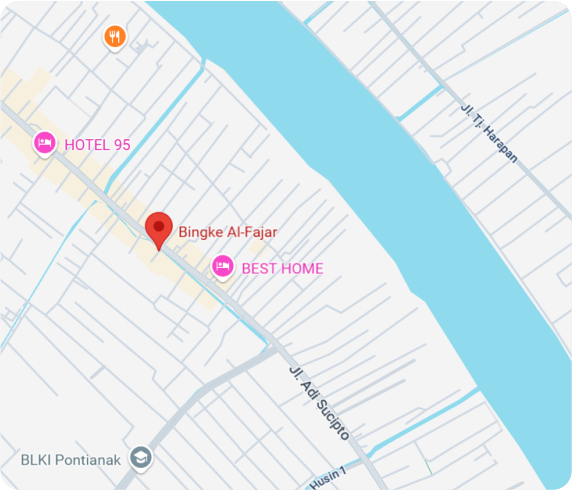 Jl. Tj. Harapan
HOTEL 95
Bingke Al-Fajar
BEST HOME
Jl. Adi Sucipto
BLKI Pontianak
Husin 1